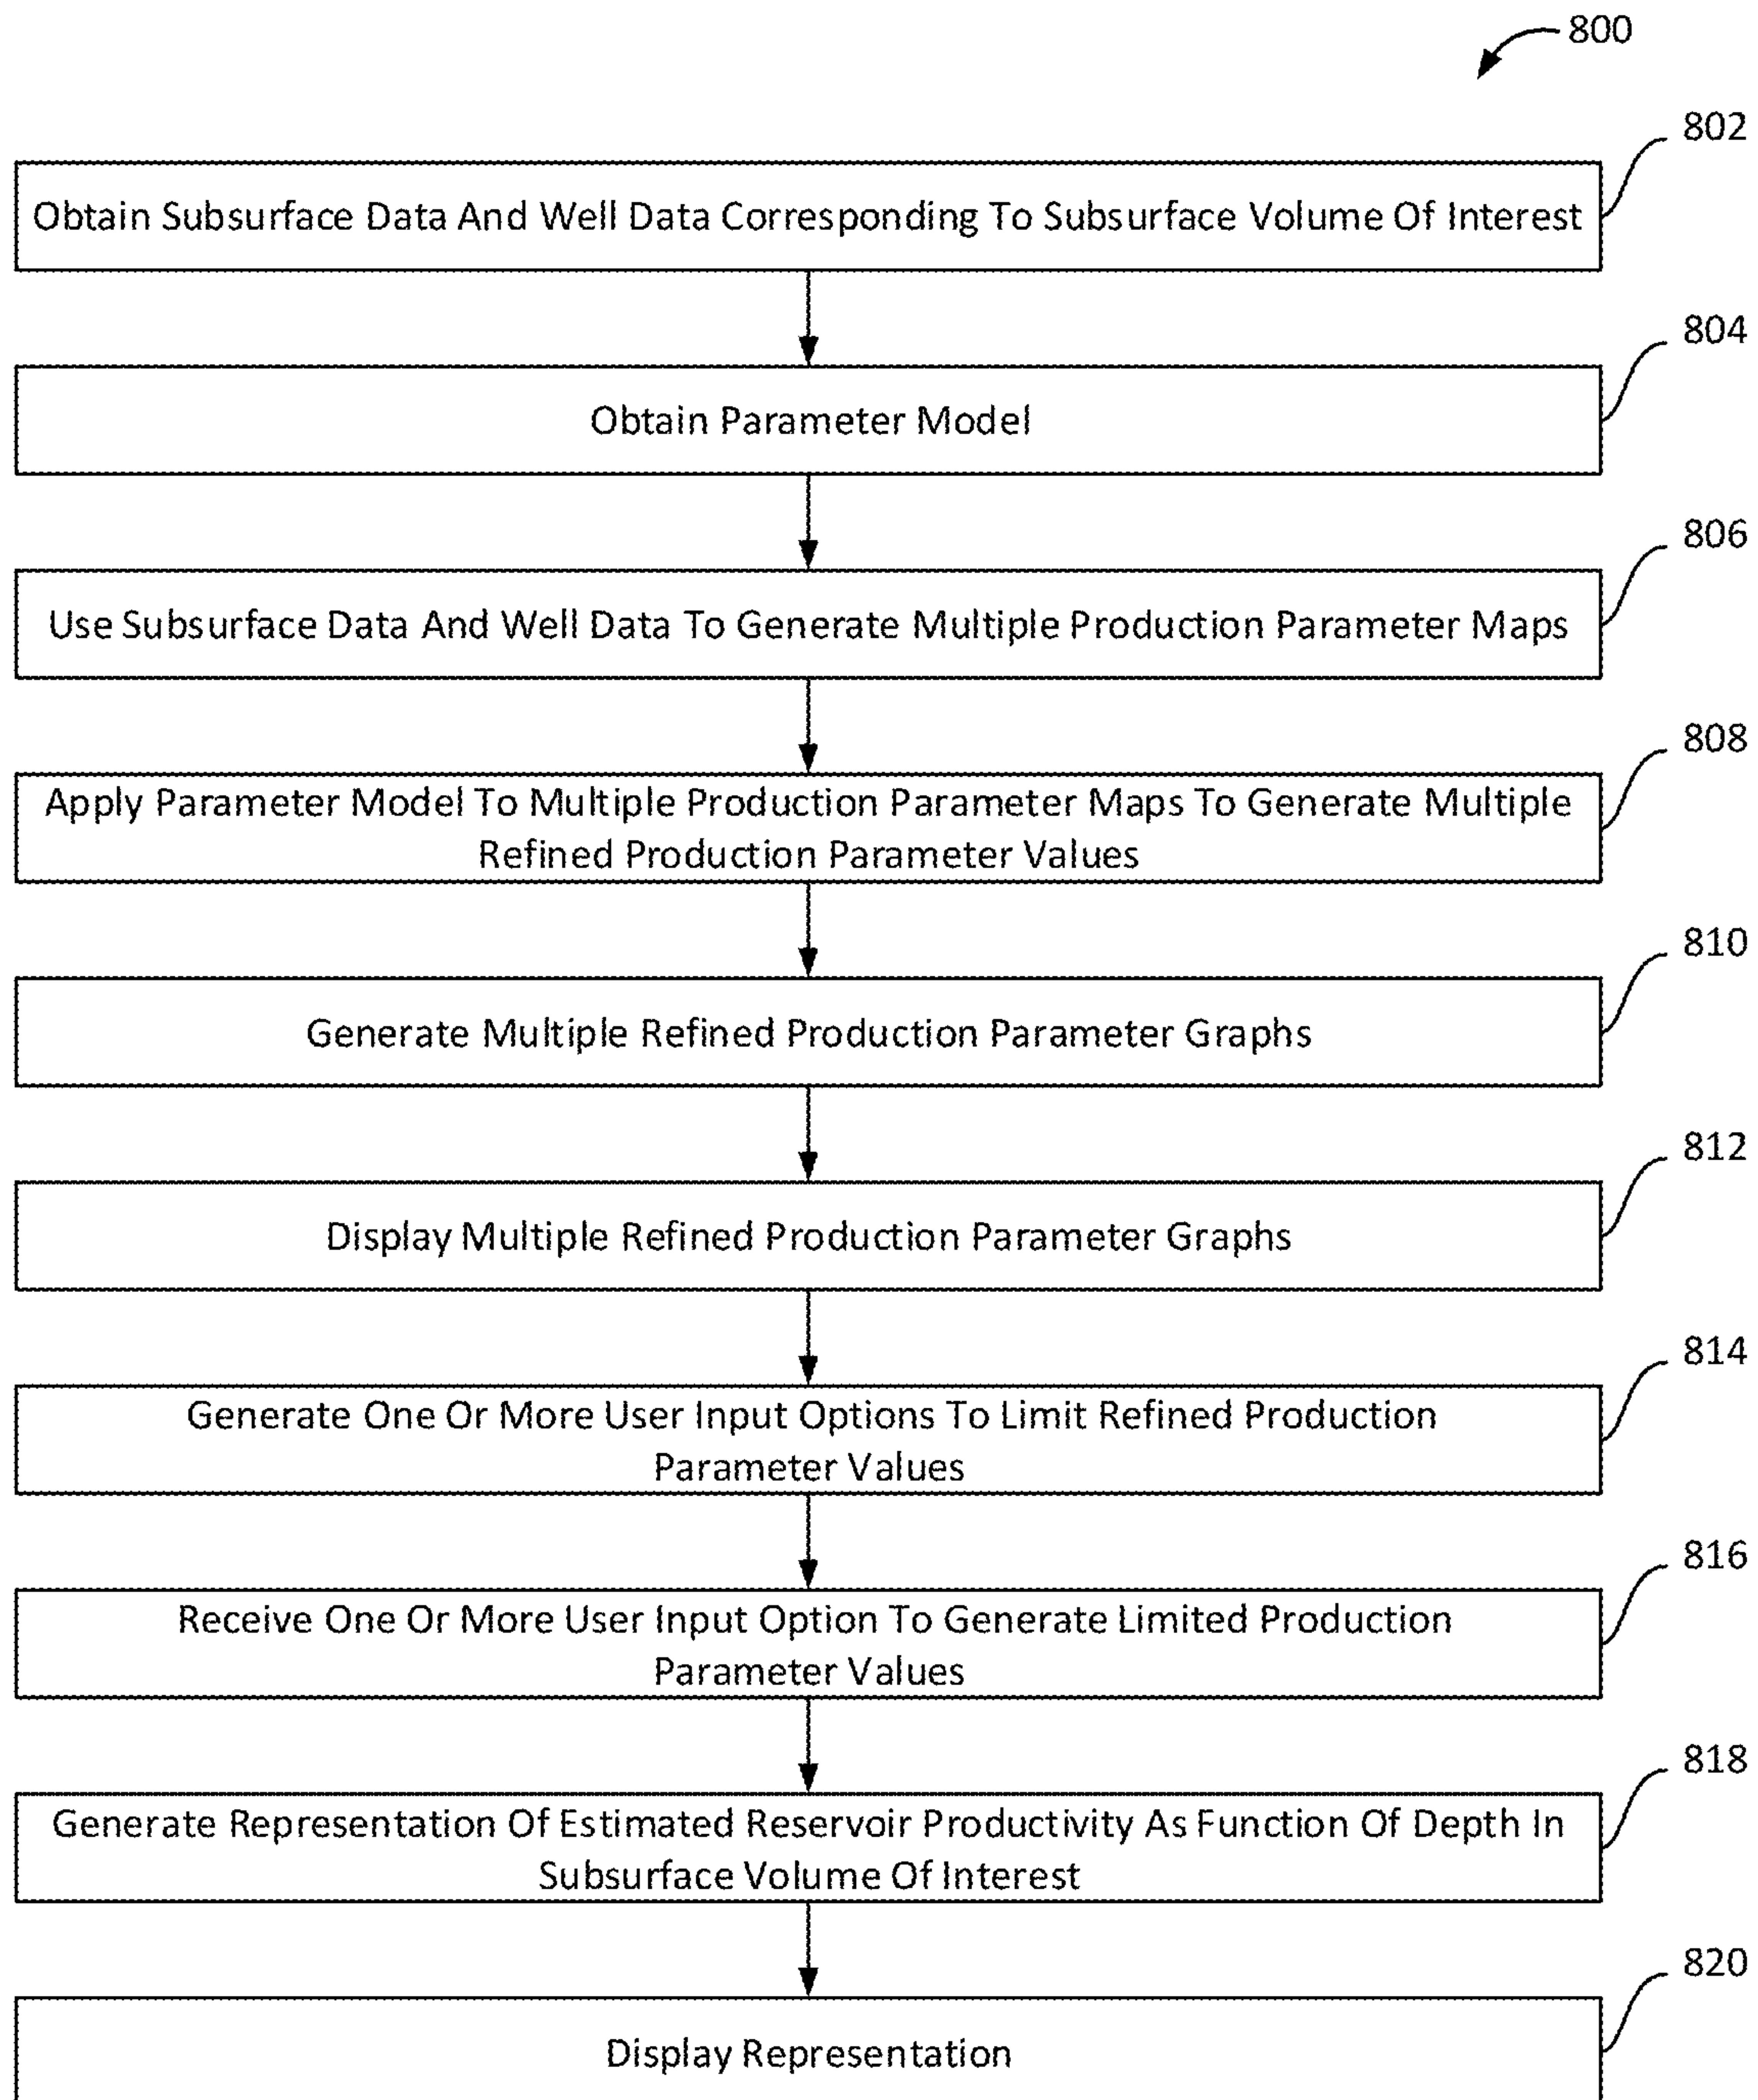 800
802
Obtain Subsurface Data And Well Data Corresponding To Subsurface Volume Of Interest
804
Obtain Parameter Model
806
Use Subsurface Data And Well Data To Generate Multiple Production Parameter Maps
808
Apply Parameter Model To Multiple Production Parameter Maps To Generate Multiple
Refined Production Parameter Values
810
Generate Multiple Refined Production Parameter Graphs
812
Display Multiple Refined Production Parameter Graphs
814
Generate One Or More User Input Options To Limit Refined Production
Parameter Values
816
Receive One Or More User Input Option To Generate Limited Production
Parameter Values
818
Generate Representation Of Estimated Reservoir Productivity As Function Of Depth In
Subsurface Volume Of Interest
820
Display Representation